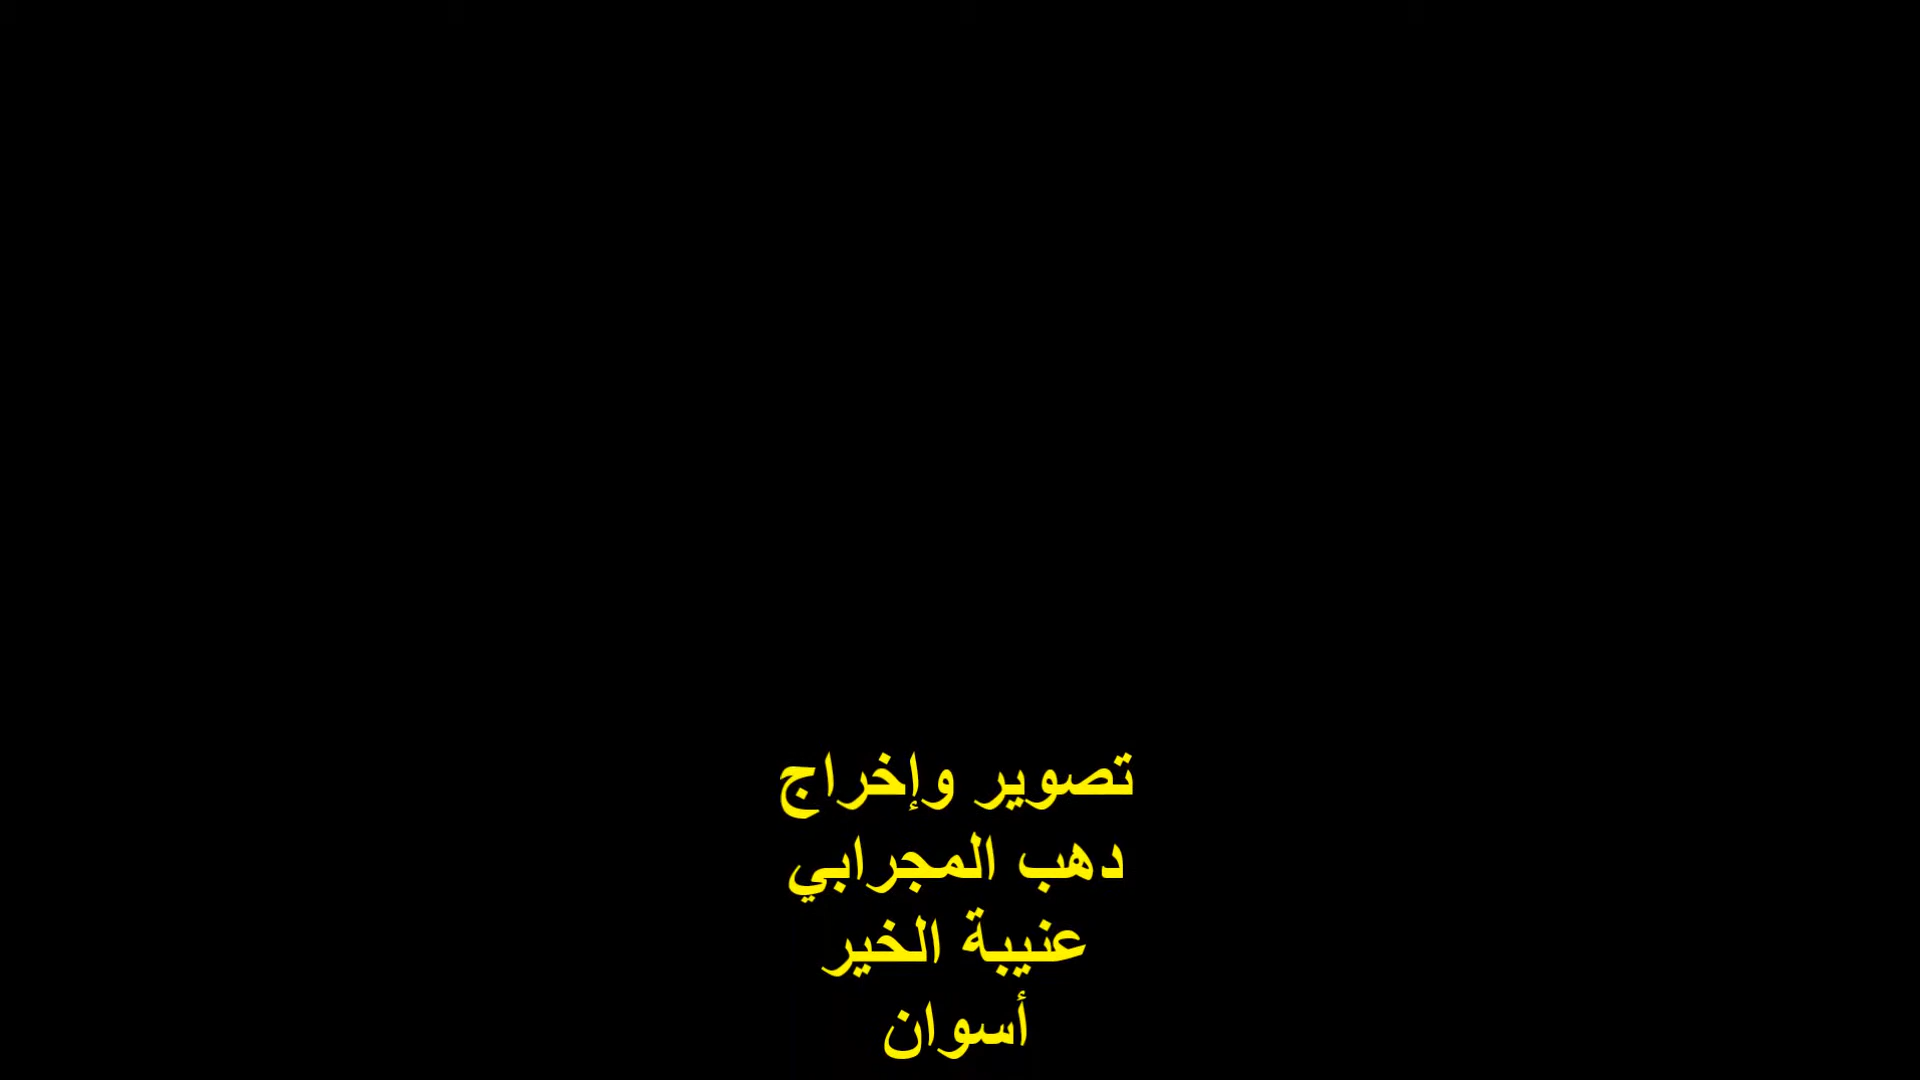 تصوير وإخراج
دهب المجرابي
عنيبة الخير
أسوان